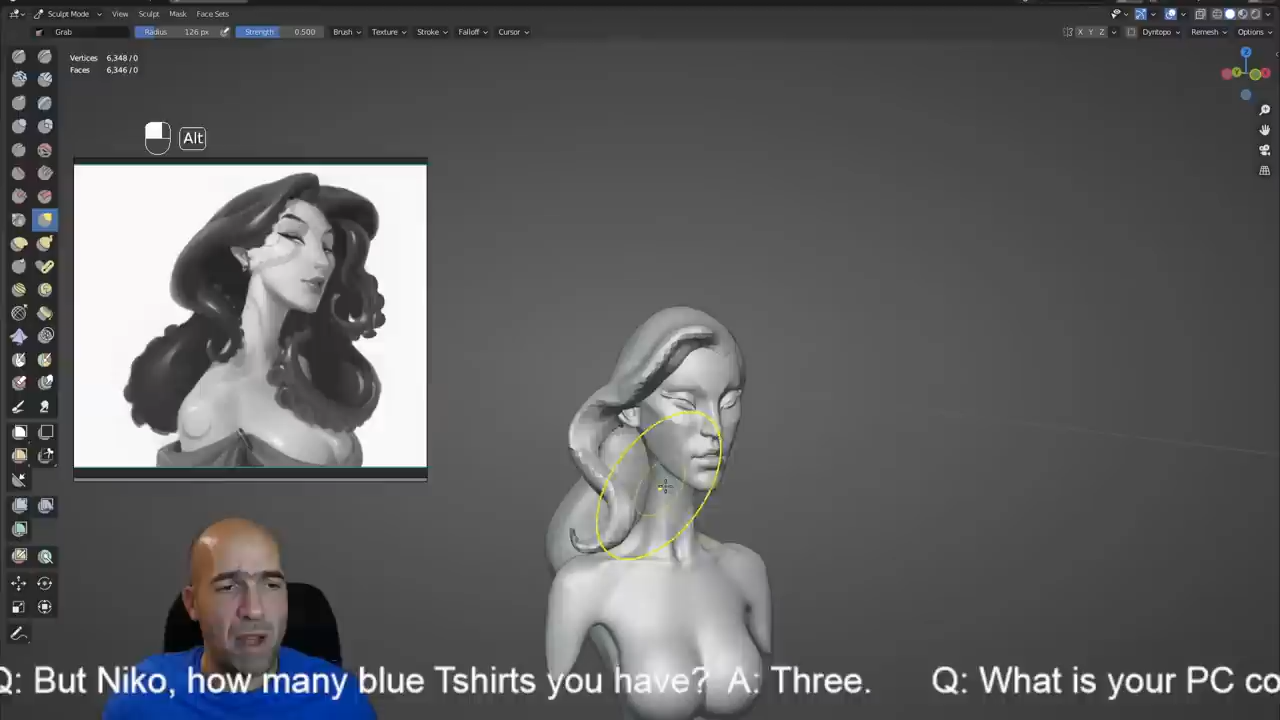 Sculpt Mode View Sculpt Mask Face Sets
Options
Grab Radius 126 px Strength 0.500 Brush Texture Stroke Falloff Cursor X Y Z Dyntopo Remesh
Vertices 6,348 / 0
Faces 6,346 / 0
Z
Y X
Alt
Q: But Niko, how many blue Tshirts you have? A: Three. Q: What is your PC co